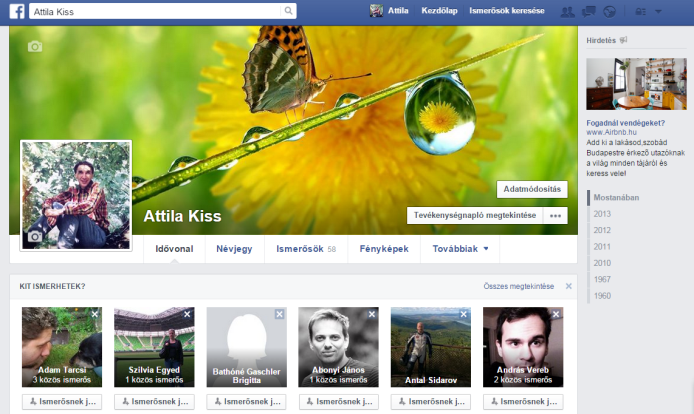 Attila Kiss
Attila Kezdőlap Ismerősök keresése
Adatmódosítás
Attila Kiss
Tevékenységnapló megtekintése
Idővonal Névjegy Ismerősök 58 Fényképek Továbbiak
KIT ISMERHETEK? Összes megtekintése
Adam Tarcsi
3 közös ismerős
Szilvia Egyed
1 közös ismerős
Bathóné Gaschler
Brigitta
Abonyi János
1 közös ismerős
Antal Sidarov
András Vereb
2 közös ismerős
Ismerősnek j... Ismerősnek j... Ismerősnek j... Ismerősnek j... Ismerősnek j... Ismerősnek j...
Hirdetés
Fogadnál vendégeket?
www.Airbnb.hu
Add ki a lakásod,szobád
Budapestre érkező utazóknak
a világ minden tájáról és
keress vele!
Mostanában
2013
2012
2011
2010
1967
1960